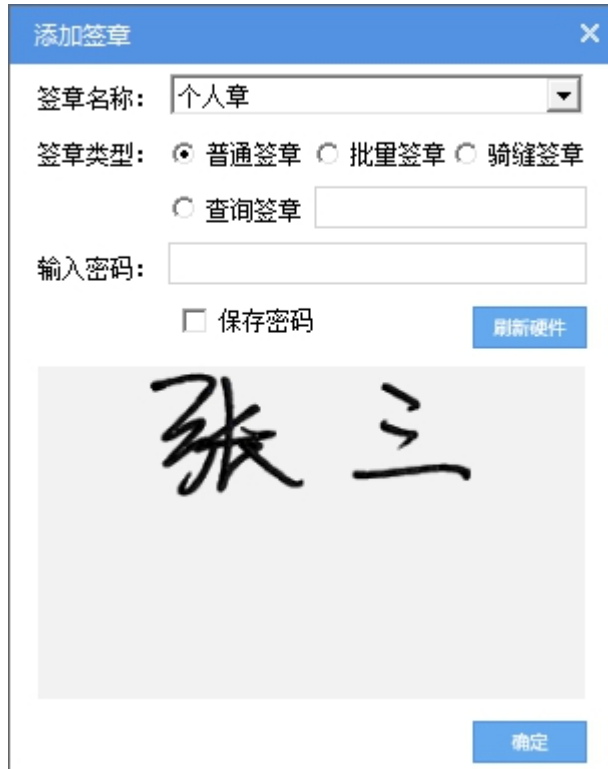 添加签章
签章名称： 个人章
签章类型： 普通签章 批量签章 骑缝签章
查询签章
输入密码：
保存密码 刷新硬件
张三
确定